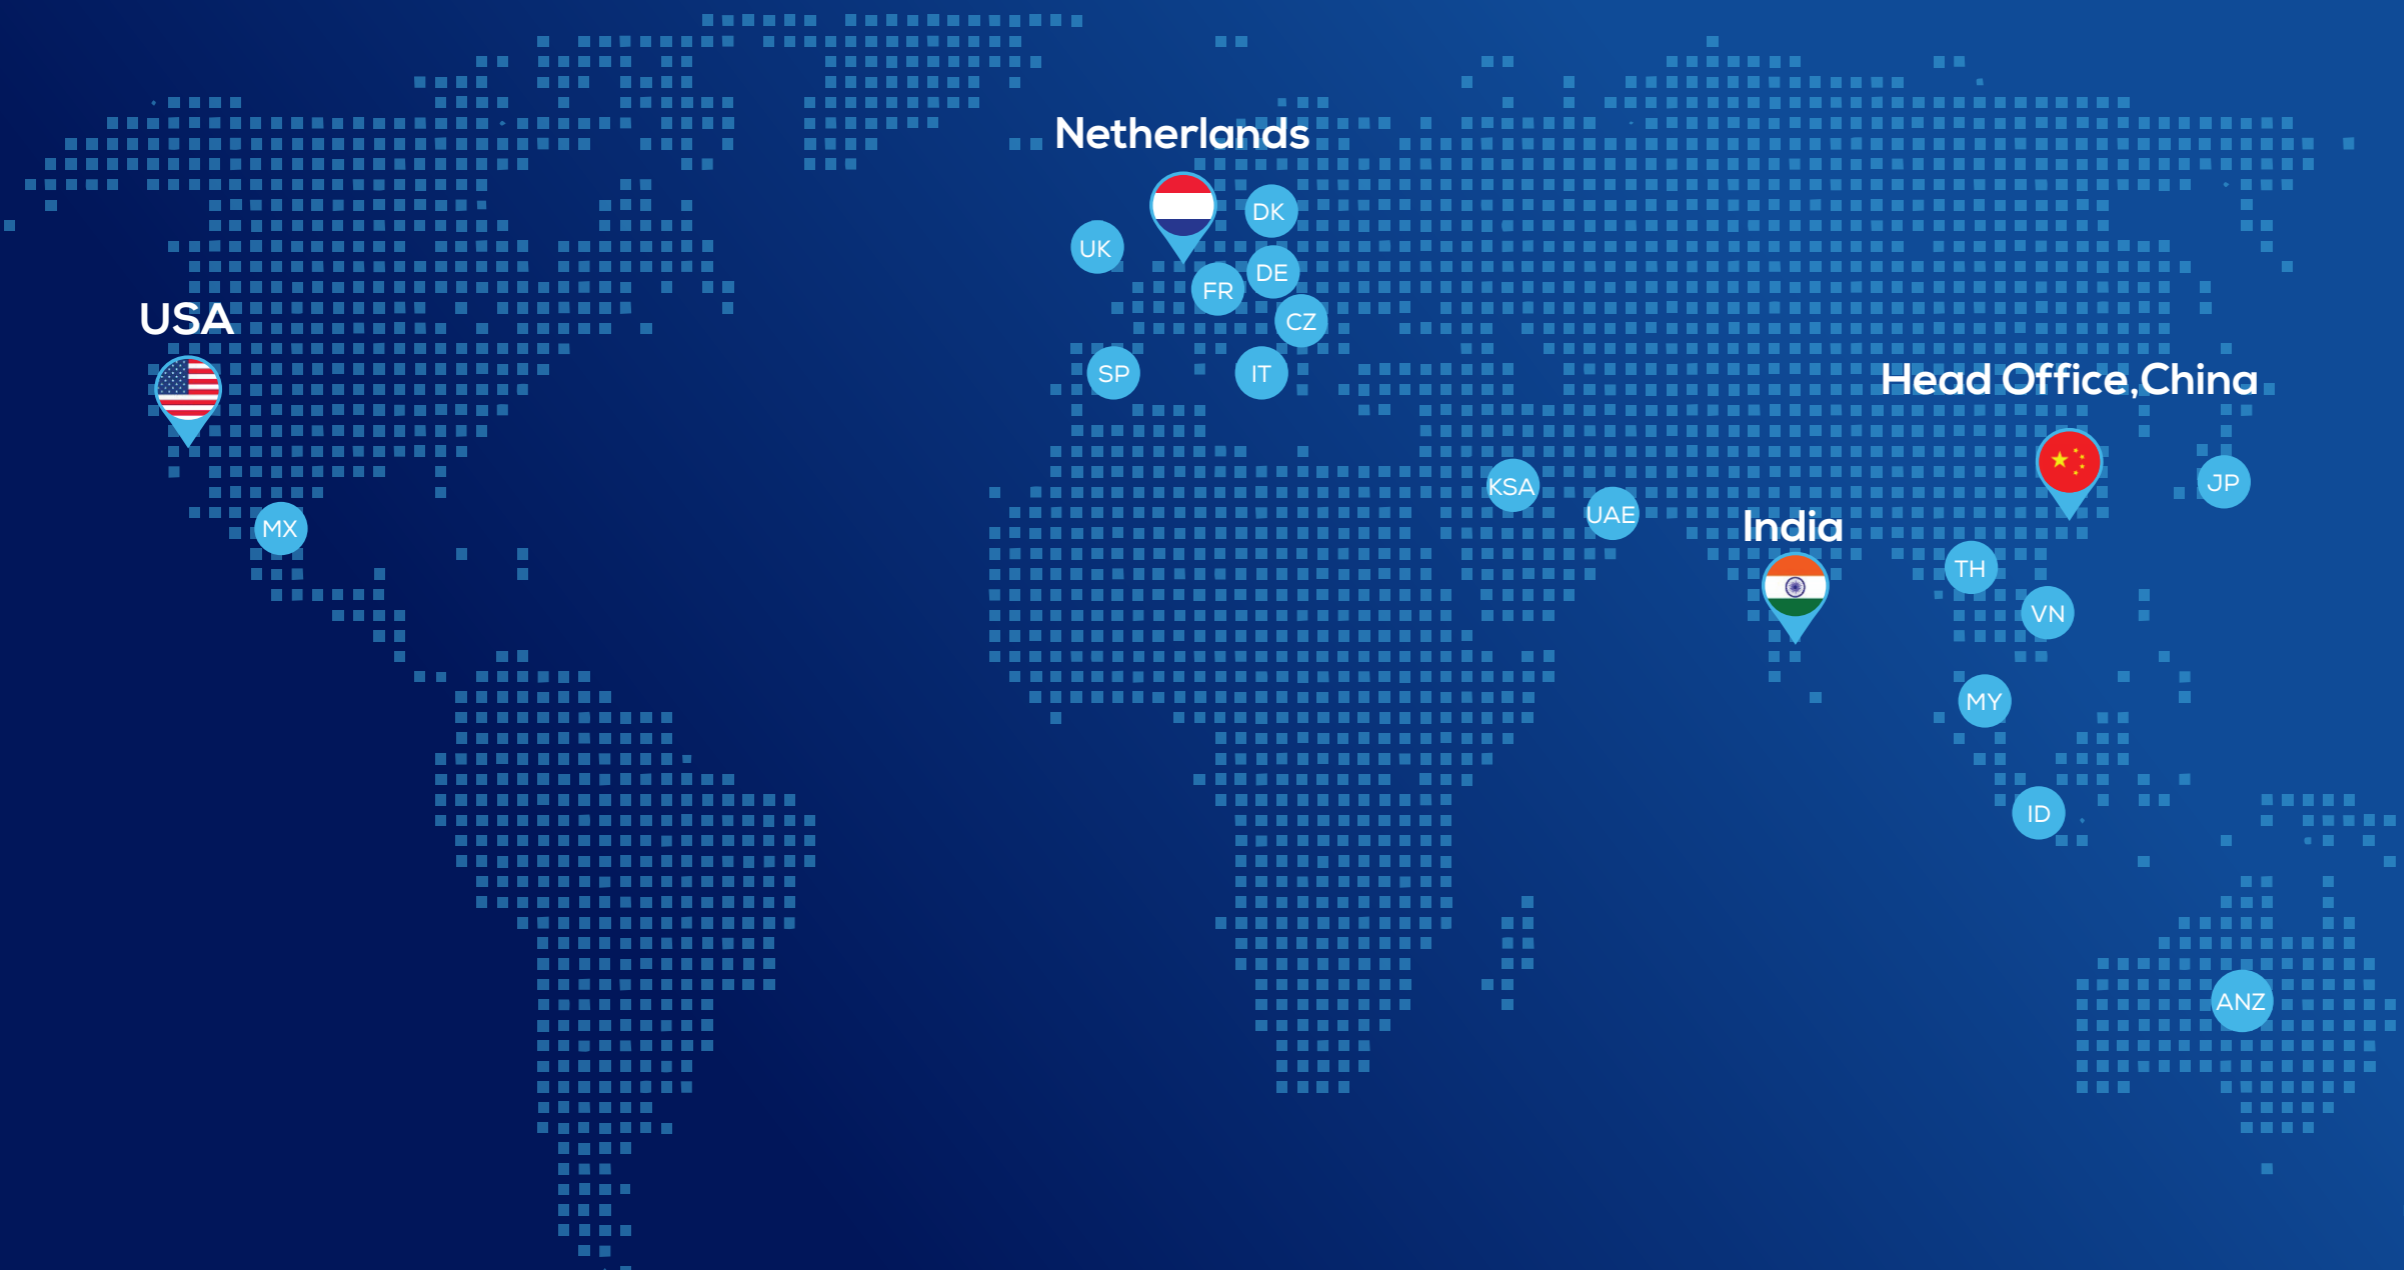 Netherlands
DK
UK
DE
FR
USA
CZ
SP
IT
Head Office,China
KSA
JP
UAE
MX
India
TH
VN
MY
ID
ANZ